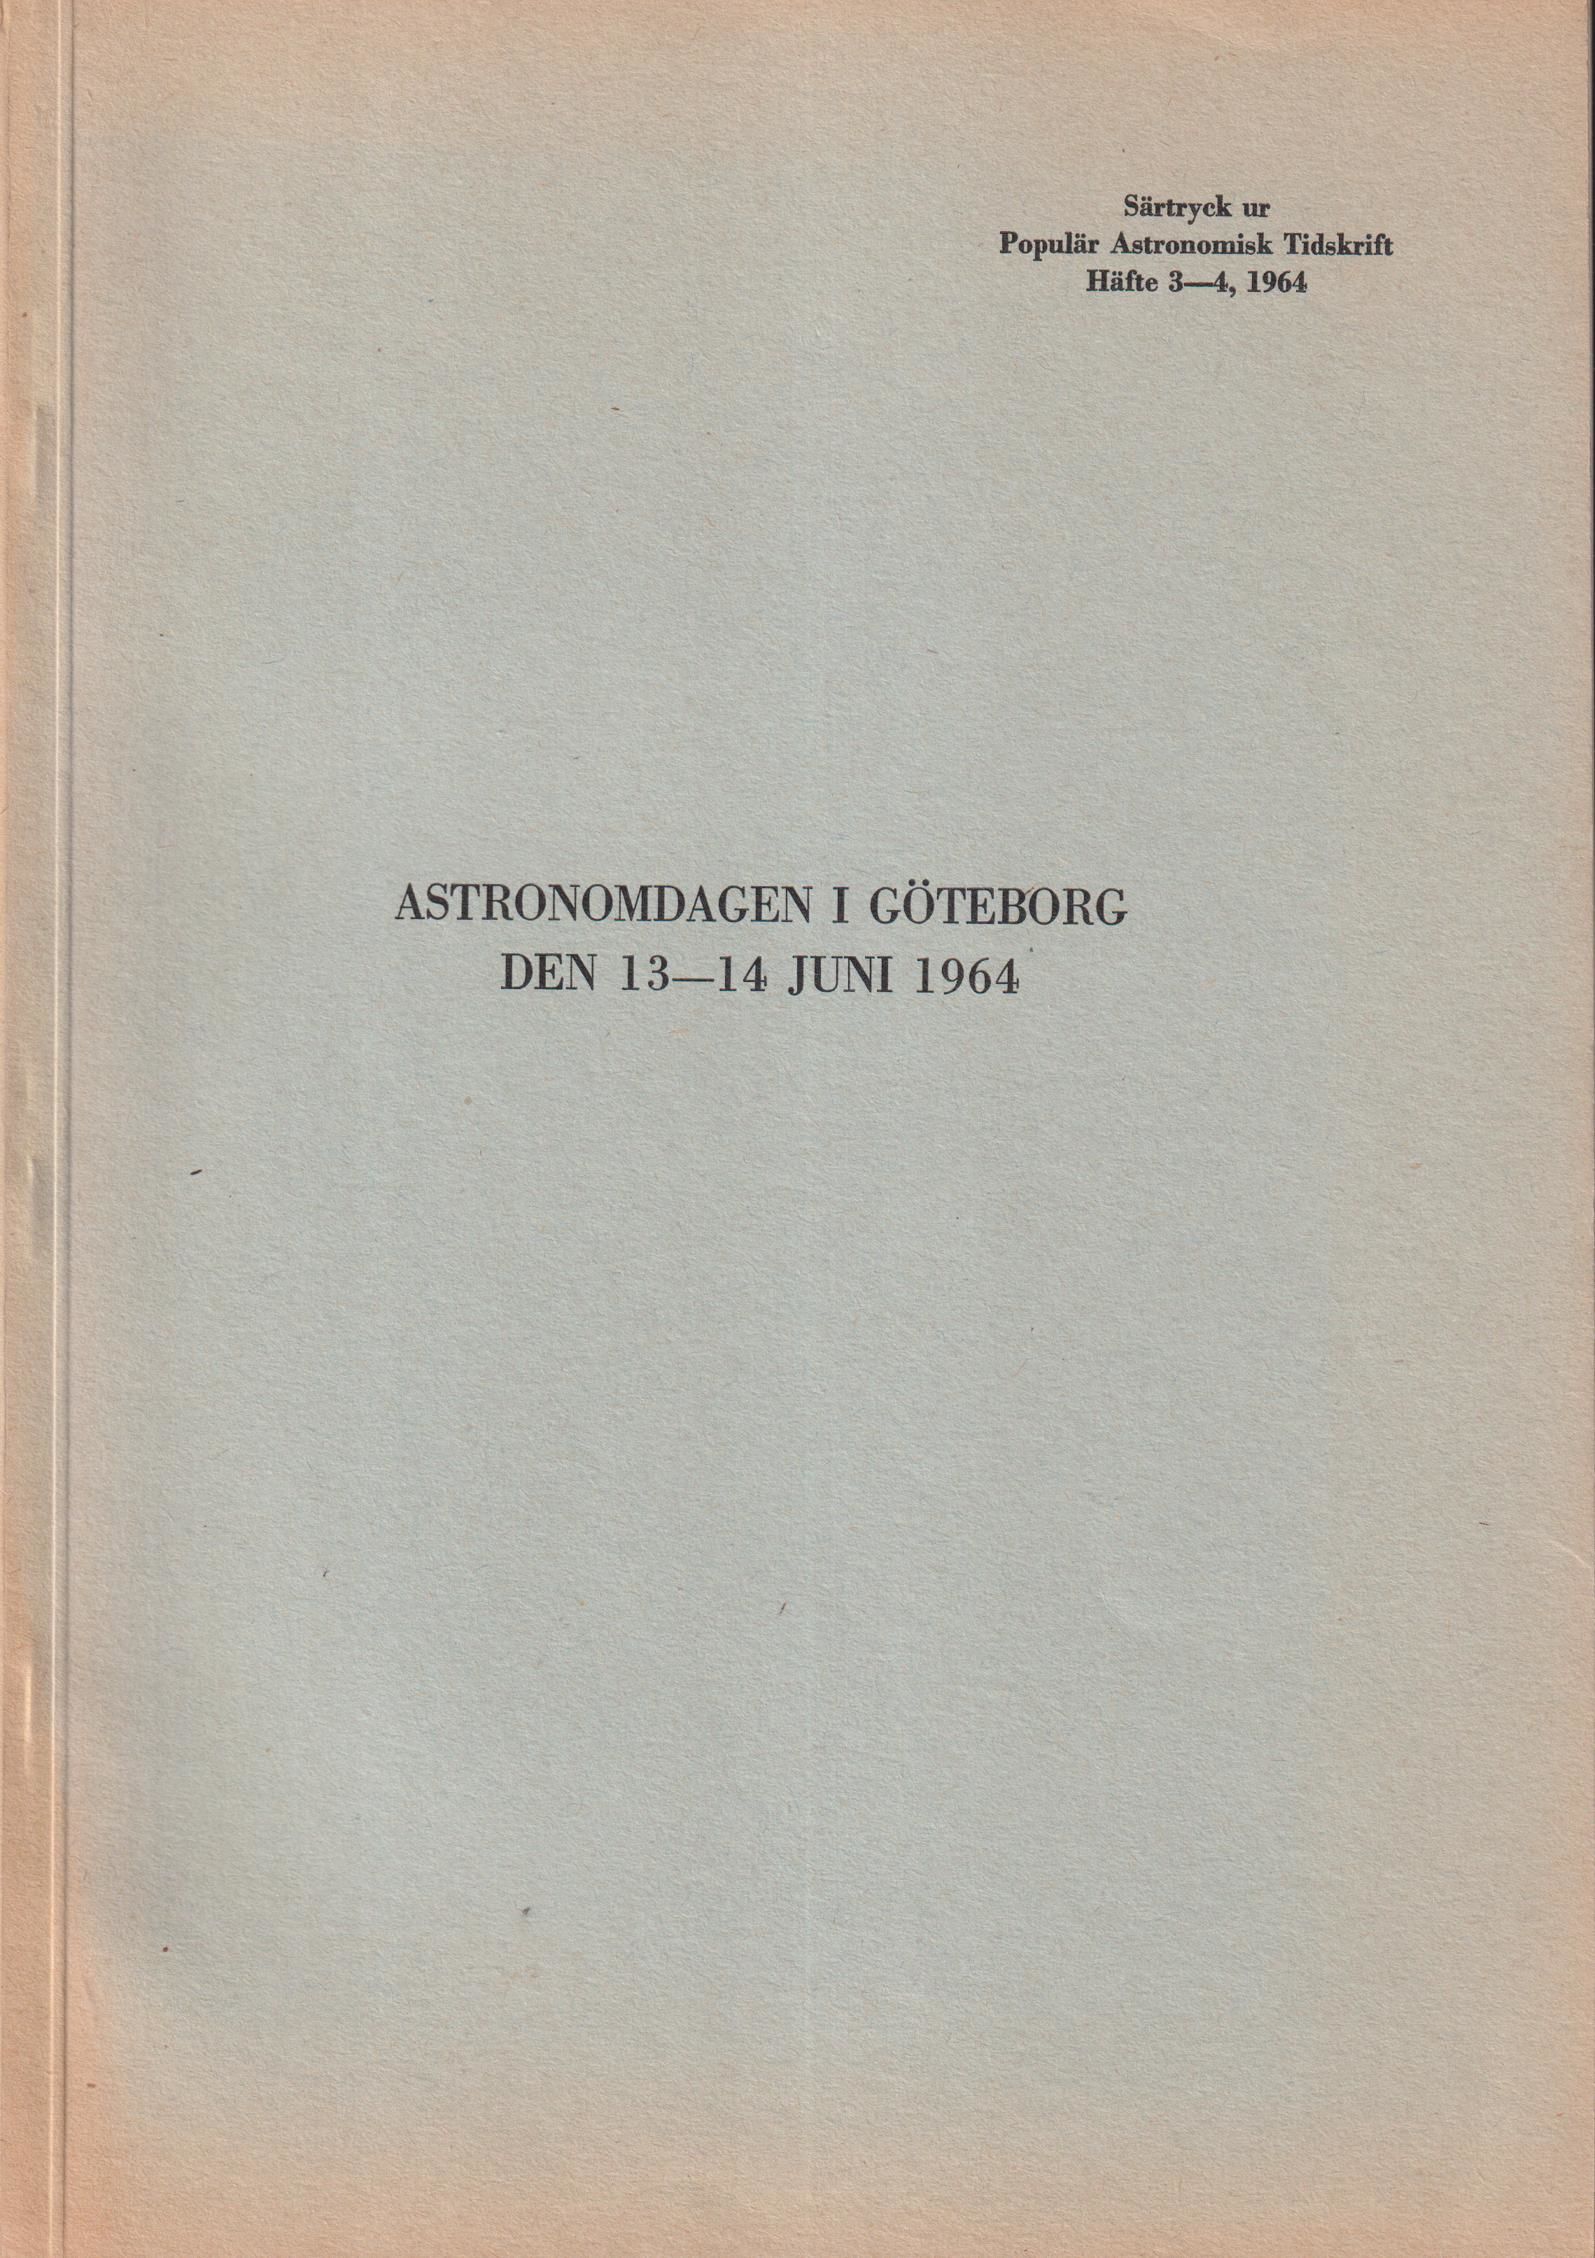 Särtryck ur
Populär Astronomisk Tidskrift
Häfte 3—4, 1964
ASTRONOMDAGEN I GÖTEBORG
DEN 13—14 JUNI 1964